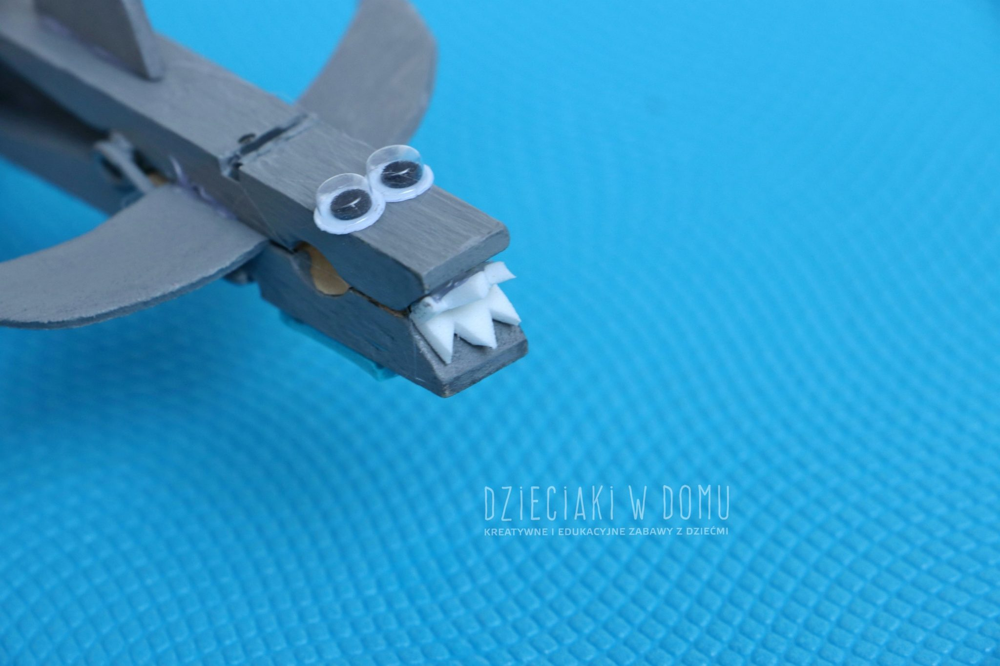 DZiECiAKi W DOMU
KREATYWNE I EDUKACYJNE ZABAWY Z DZIEĆMI